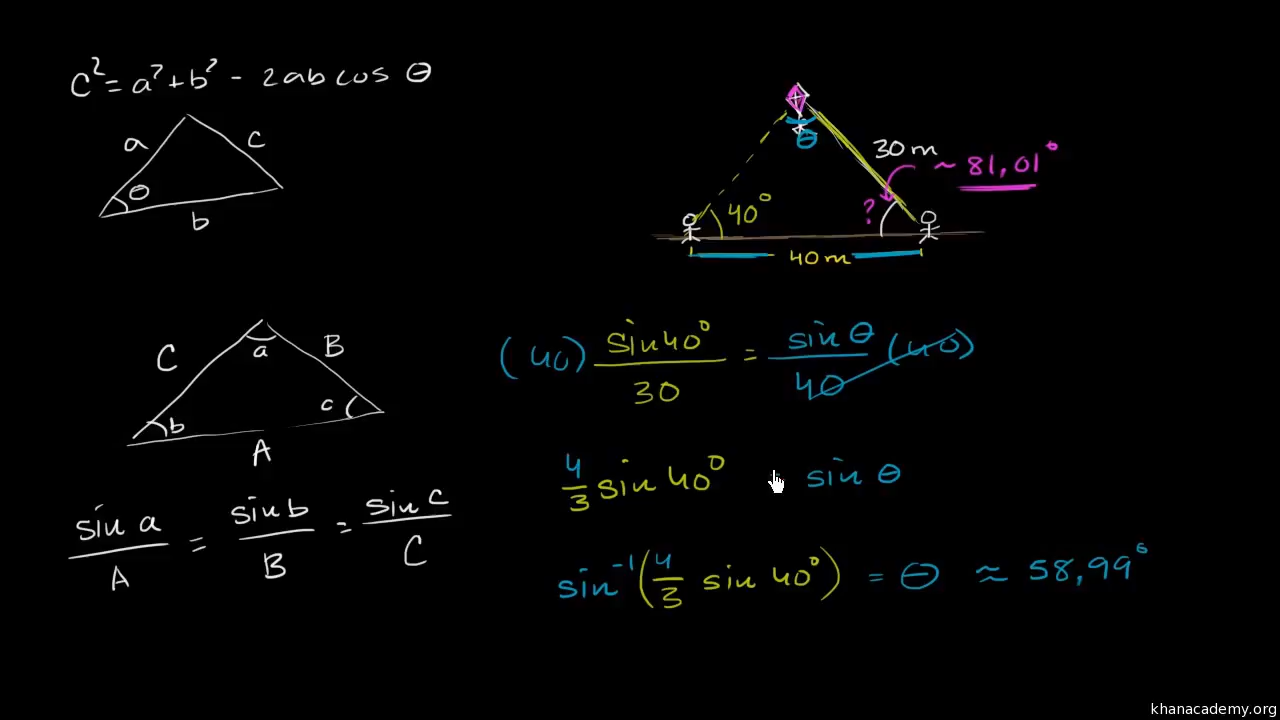 c² = a² + b² - 2ab cos θ
a
c
θ
b
θ
30 m
~ 81,01°
40°
?
40 m
C
B
a
b
c
A
(40) sin 40° / 30 = sin θ / 40 (40)
4/3 sin 40° = sin θ
sin a / A = sin b / B = sin c / C
sin⁻¹(4/3 sin 40°) = θ ≈ 58,99°
khanacademy.org